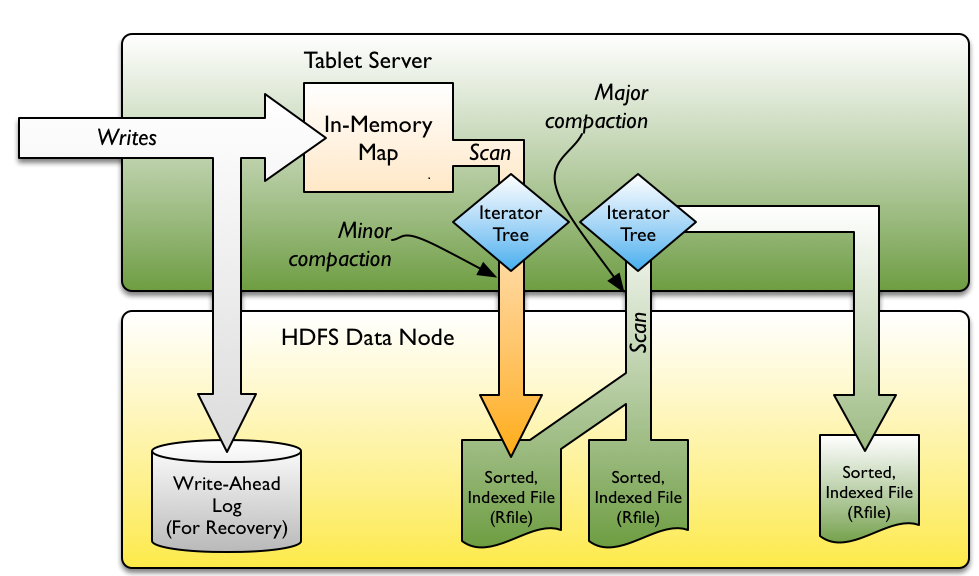 Tablet Server
Writes
In-Memory
Map
Scan
Major
compaction
Iterator
Tree
Iterator
Tree
Minor
compaction
HDFS Data Node
Scan
Write-Ahead
Log
(For Recovery)
Sorted,
Indexed File
(Rfile)
Sorted,
Indexed File
(Rfile)
Sorted,
Indexed File
(Rfile)